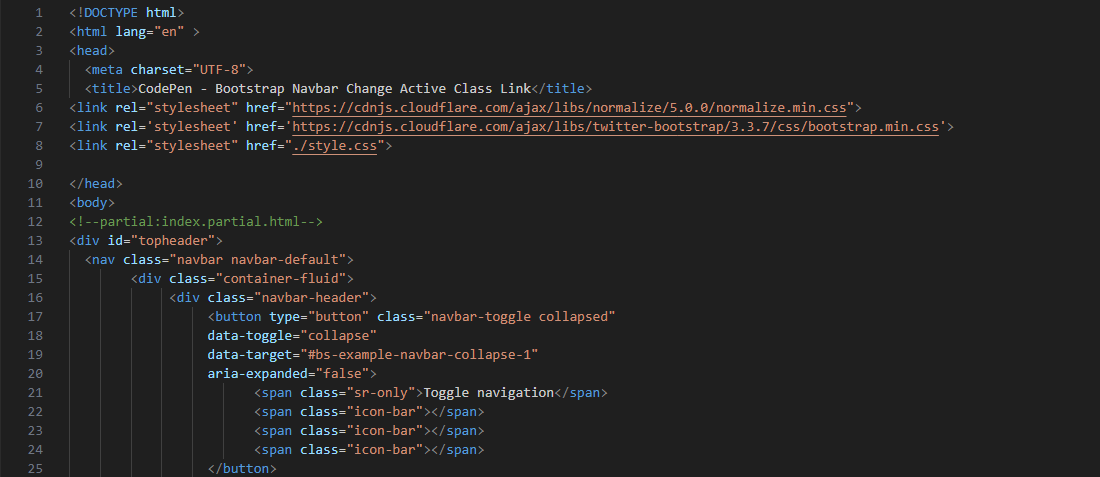 1 <!DOCTYPE html>
2 <html lang="en" >
3 <head>
4   <meta charset="UTF-8">
5   <title>CodePen - Bootstrap Navbar Change Active Class Link</title>
6 <link rel="stylesheet" href="https://cdnjs.cloudflare.com/ajax/libs/normalize/5.0.0/normalize.min.css">
7 <link rel='stylesheet' href='https://cdnjs.cloudflare.com/ajax/libs/twitter-bootstrap/3.3.7/css/bootstrap.min.css'>
8 <link rel="stylesheet" href="./style.css">
9
10 </head>
11 <body>
12 <!--partial:index.partial.html-->
13 <div id="topheader">
14   <nav class="navbar navbar-default">
15         <div class="container-fluid">
16              <div class="navbar-header">
17                   <button type="button" class="navbar-toggle collapsed"
18                   data-toggle="collapse"
19                   data-target="#bs-example-navbar-collapse-1"
20                   aria-expanded="false">
21                         <span class="sr-only">Toggle navigation</span>
22                         <span class="icon-bar"></span>
23                         <span class="icon-bar"></span>
24                         <span class="icon-bar"></span>
25                   </button>